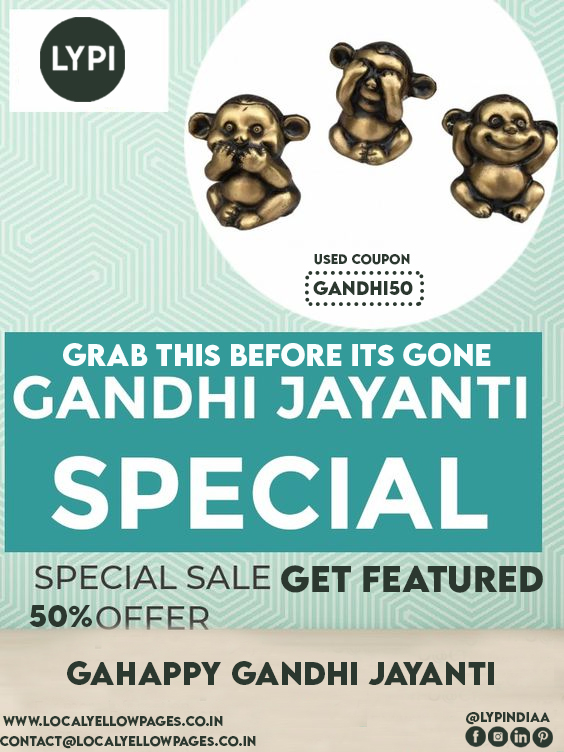 LYPI
USED COUPON
GANDHI50
GRAB THIS BEFORE ITS GONE
GANDHI JAYANTI
SPECIAL
SPECIAL SALE GET FEATURED
50% OFFER
GAHAPPY GANDHI JAYANTI
@LYPINDIAA
WWW.LOCALYELLOWPAGES.CO.IN
CONTACT@LOCALYELLOWPAGES.CO.IN